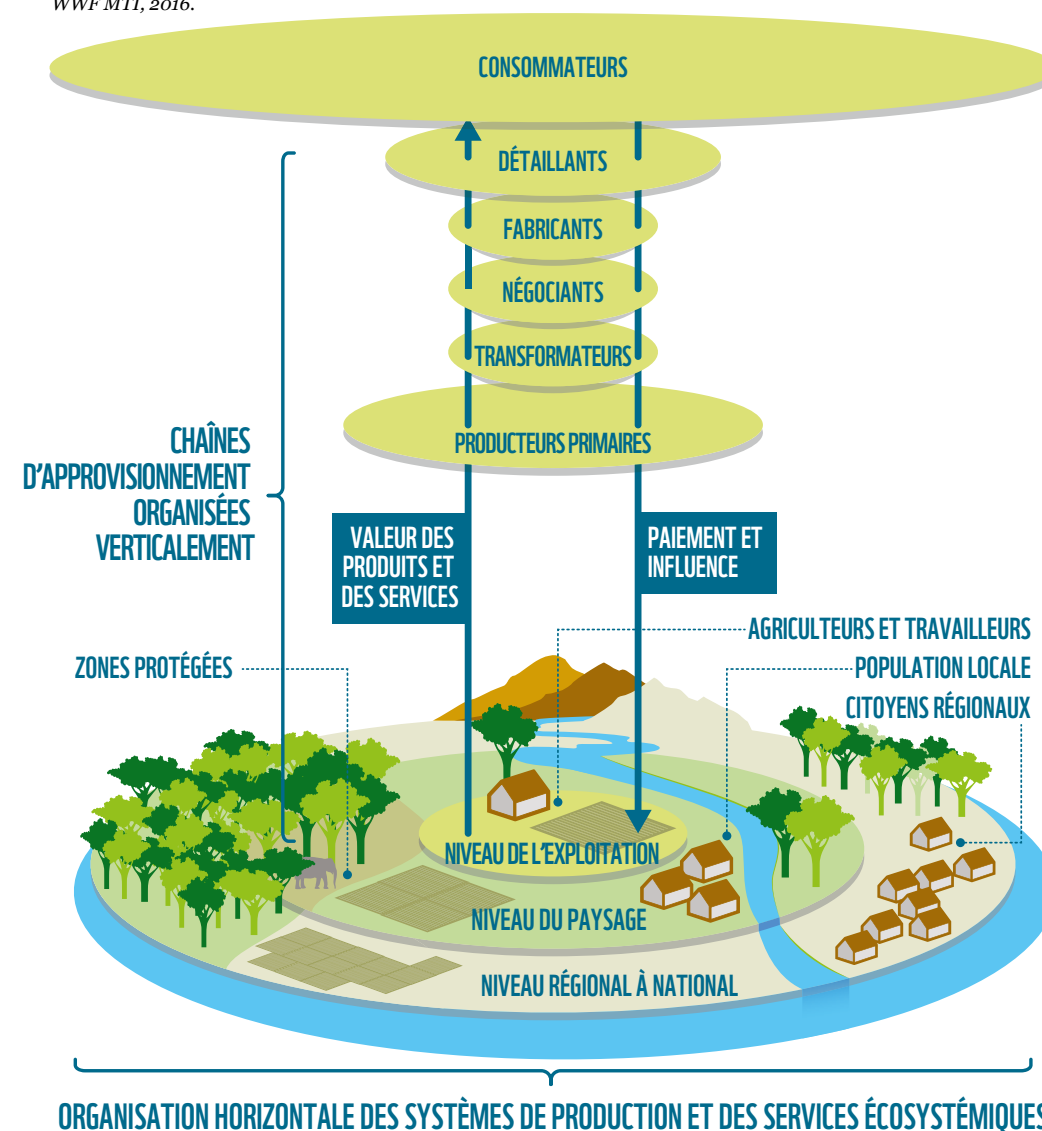 WWF MTI, 2016.
CONSOMMATEURS
DÉTAILLANTS
FABRICANTS
NÉGOCIANTS
TRANSFORMATEURS
PRODUCTEURS PRIMAIRES
CHAÎNES
D'APPROVISIONNEMENT
ORGANISÉES
VERTICALEMENT
VALEUR DES
PRODUITS ET
DES SERVICES
PAIEMENT ET
INFLUENCE
AGRICULTEURS ET TRAVAILLEURS
ZONES PROTÉGÉES
POPULATION LOCALE
CITOYENS RÉGIONAUX
NIVEAU DE L'EXPLOITATION
NIVEAU DU PAYSAGE
NIVEAU RÉGIONAL À NATIONAL
ORGANISATION HORIZONTALE DES SYSTÈMES DE PRODUCTION ET DES SERVICES ÉCOSYSTÉMIQUES